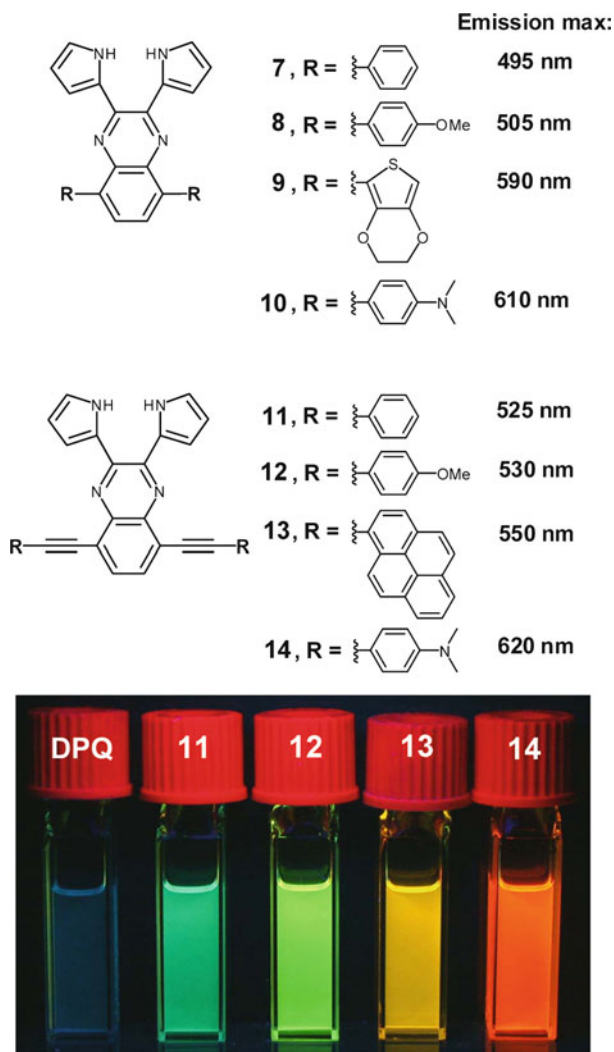 Emission max:
NH HN
N N
R R
7, R = 495 nm
8, R = OMe 505 nm
9, R = S O O 590 nm
10, R = N 610 nm
NH HN
N N
R R
11, R = 525 nm
12, R = OMe 530 nm
13, R = 550 nm
14, R = N 620 nm
DPQ 11 12 13 14